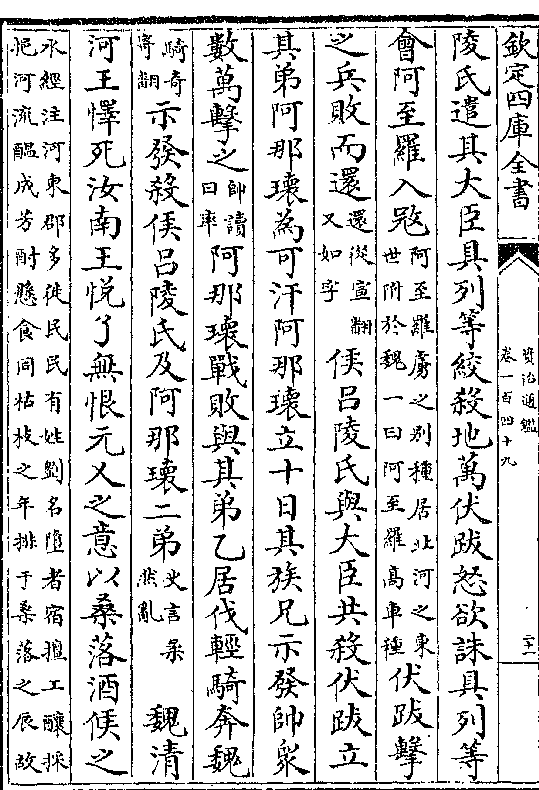 欽定四庫全書
資治通鑑
卷一百四十九
二十一
陵氏遣其大臣具列等絞殺地萬伏跋怒欲誅具列等
會阿至羅入冦阿至羅虜之别種居北河之東世附於魏一曰阿至羅髙車種伏跋擊
之兵敗而還還從宣翻又如字俟呂陵氏與大臣共殺伏跋立
其弟阿那瓌為可汗阿那瓌立十日其族兄示發帥衆
數萬擊之帥讀曰率阿那瓌戰敗與其弟乙居伐輕騎奔魏
騎奇寄翻示發殺俟呂陵氏及阿那瓌二弟史言柔然亂魏清
河王懌死汝南王悦了無恨元乂之意以桑落酒候之
水經注河東郡多徙民民有姓劉名墮者宿擅工釀採挹河流醖成芳酎懸食同枯枝之年排于桑落之辰故